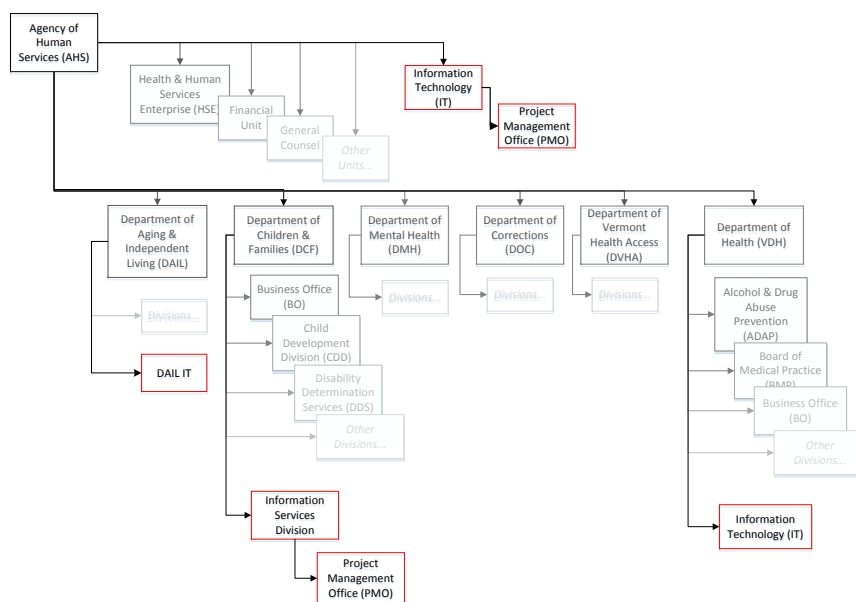 Agency of
Human
Services (AHS)
Health & Human
Services
Enterprise (HSE)
Financial
Unit
General
Counsel
Other
Units...
Information
Technology
(IT)
Project
Management
Office (PMO)
Department of
Aging &
Independent
Living (DAIL)
Department of
Children &
Families (DCF)
Department of
Mental Health
(DMH)
Department of
Corrections
(DOC)
Department of
Vermont
Health Access
(DVHA)
Department of
Health (VDH)
Divisions...
DAIL IT
Business Office
(BO)
Child
Development
Division (CDD)
Disability
Determination
Services (DDS)
Other
Divisions...
Information
Services
Division
Project
Management
Office (PMO)
Divisions...
Divisions...
Divisions...
Alcohol & Drug
Abuse
Prevention
(ADAP)
Board of
Medical Practice
(BMP)
Business Office
(BO)
Other
Divisions...
Information
Technology (IT)